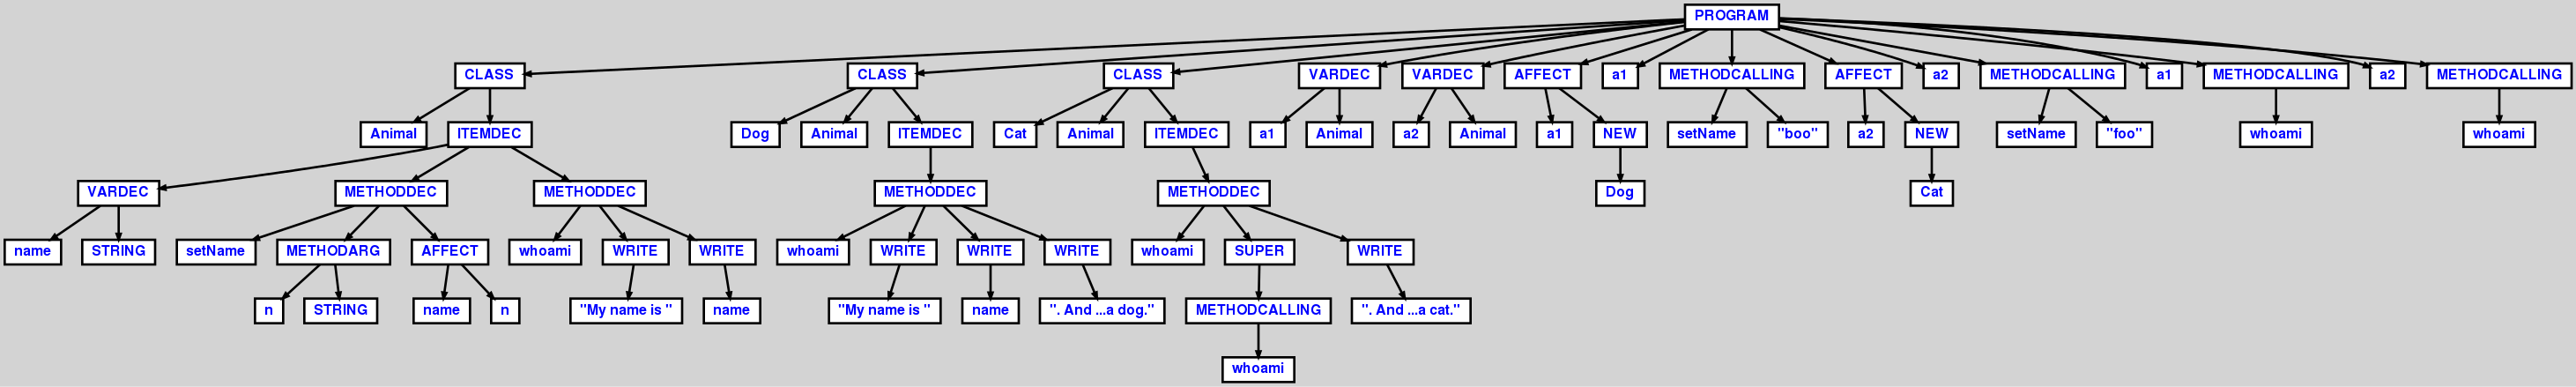 PROGRAM
CLASS CLASS CLASS VARDEC VARDEC AFFECT a1 METHODCALLING AFFECT a2 METHODCALLING a1 METHODCALLING a2 METHODCALLING
Animal ITEMDEC Dog Animal ITEMDEC Cat Animal ITEMDEC a1 Animal a2 Animal a1 NEW setName "boo" a2 NEW setName "foo" whoami whoami
VARDEC METHODDEC METHODDEC METHODDEC METHODDEC Dog Cat
name STRING setName METHODARG AFFECT whoami WRITE WRITE whoami WRITE WRITE WRITE whoami SUPER WRITE
n STRING name n "My name is " name "My name is " name ". And ...a dog." METHODCALLING ". And ...a cat."
whoami